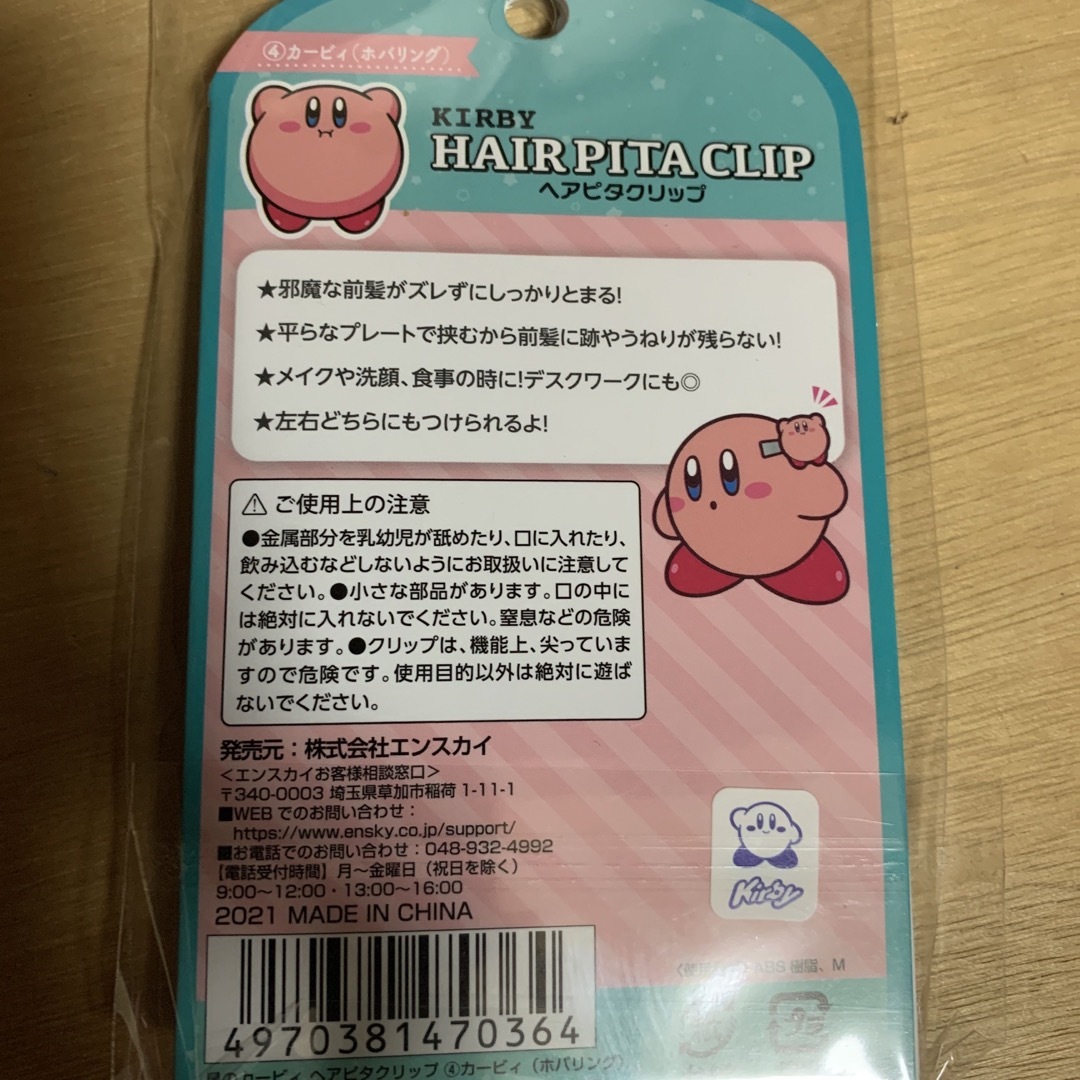 ④カービィ(ホバリング)
KIRBY
HAIR PITA CLIP
ヘアピタクリップ
★邪魔な前髪がズレずにしっかりとまる!
★平らなプレートで挟むから前髪に跡やうねりが残らない!
★メイクや洗顔、食事の時に!デスクワークにも◎
★左右どちらにもつけられるよ!
⚠ ご使用上の注意
●金属部分を乳幼児が舐めたり、口に入れたり、
飲み込むなどしないようにお取扱いに注意して
ください。●小さな部品があります。口の中に
は絶対に入れないでください。窒息などの危険
があります。●クリップは、機能上、尖っていま
すので危険です。使用目的以外は絶対に遊ば
ないでください。
発売元：株式会社エンスカイ
＜エンスカイお客様相談窓口＞
〒340-0003 埼玉県草加市稲荷 1-11-1
■WEB でのお問い合わせ：
https://www.ensky.co.jp/support/
■お電話でのお問い合わせ：048-932-4992
【電話受付時間】月～金曜日（祝日を除く）
9:00～12:00・13:00～16:00
2021 MADE IN CHINA
Kirby
ABS 樹脂、M
4970381470364
カービィ ヘアピタクリップ ④カービィ（ホバリング）